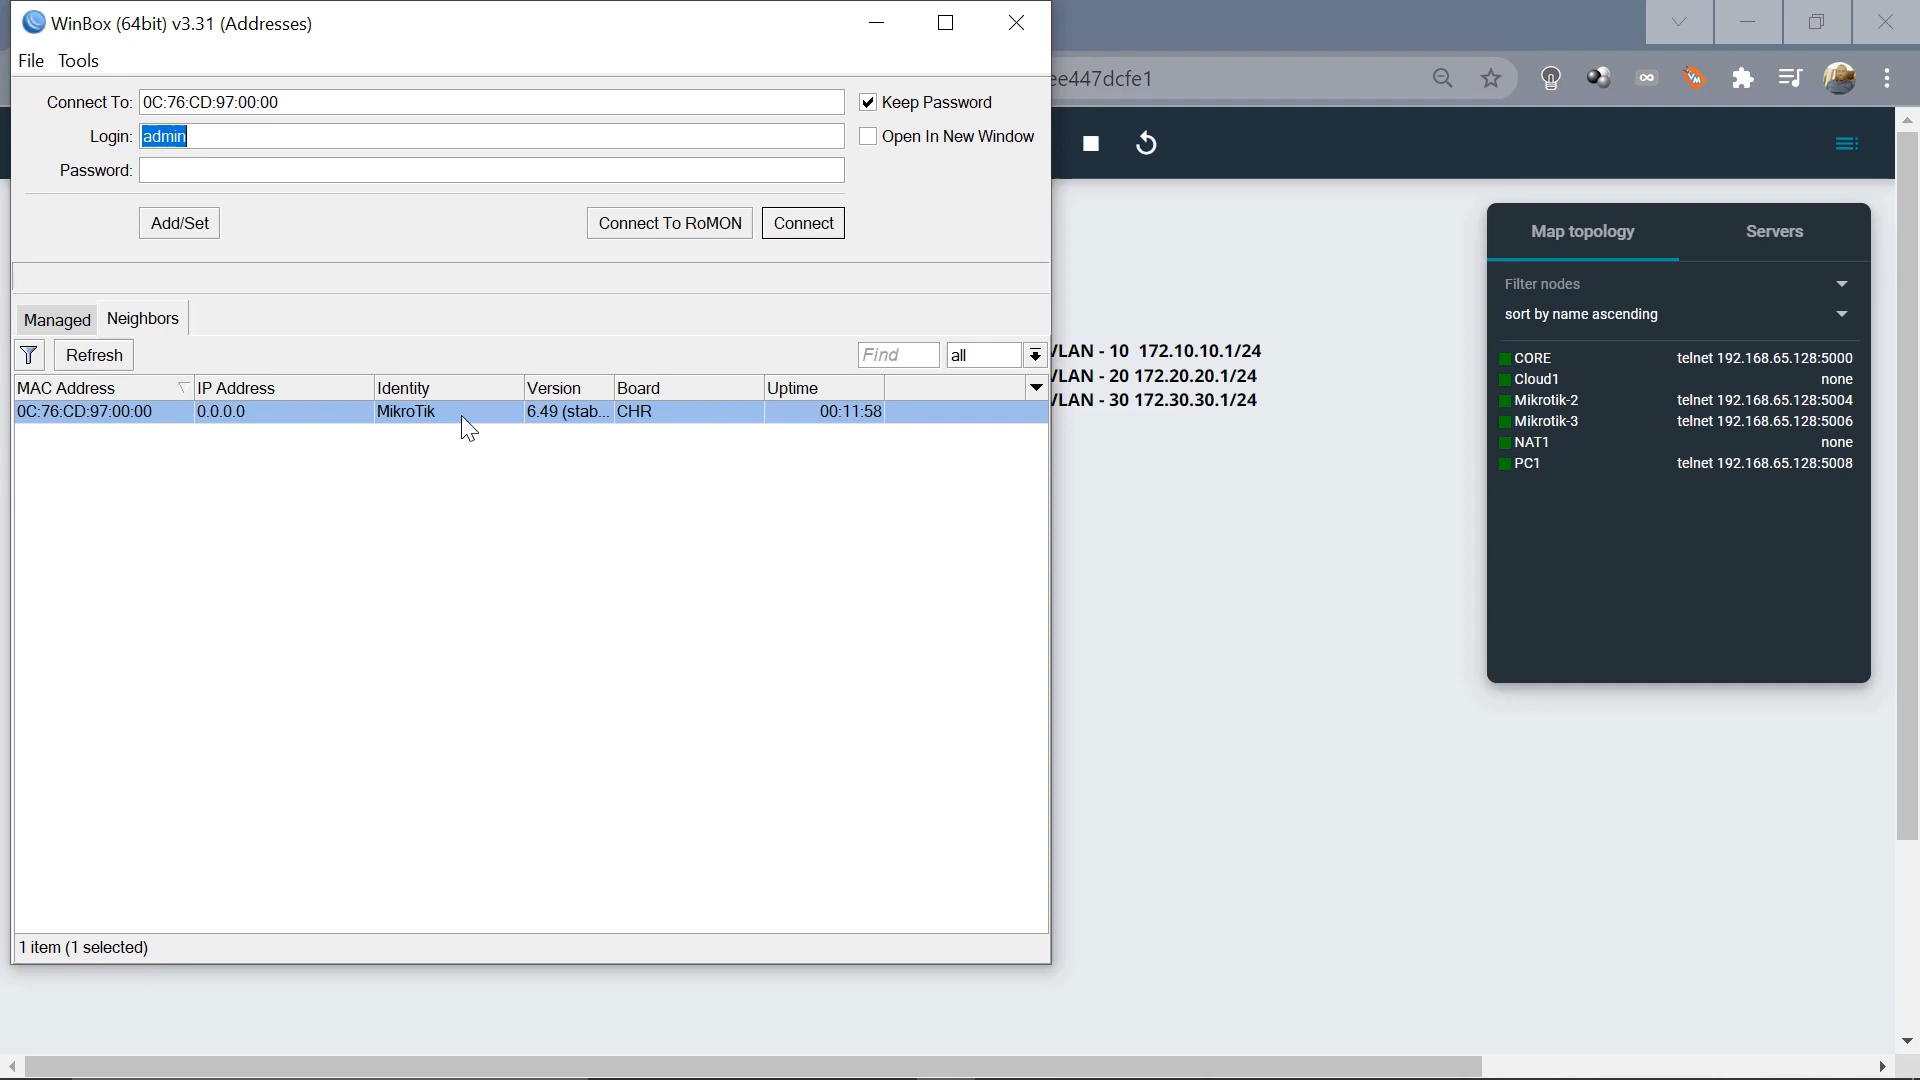 WinBox (64bit) v3.31 (Addresses)
File Tools
Connect To: 0C:76:CD:97:00:00
Keep Password
Login: admin
Open In New Window
Password:
Add/Set
Connect To RoMON
Connect
Managed
Neighbors
Refresh
Find
all
MAC Address IP Address Identity Version Board Uptime
0C:76:CD:97:00:00 0.0.0.0 MikroTik 6.49 (stab... CHR 00:11:58
1 item (1 selected)
ee447dcfe1
VLAN - 10 172.10.10.1/24
VLAN - 20 172.20.20.1/24
VLAN - 30 172.30.30.1/24
Map topology
Servers
Filter nodes
sort by name ascending
CORE telnet 192.168.65.128:5000
Cloud1 none
Mikrotik-2 telnet 192.168.65.128:5004
Mikrotik-3 telnet 192.168.65.128:5006
NAT1 none
PC1 telnet 192.168.65.128:5008